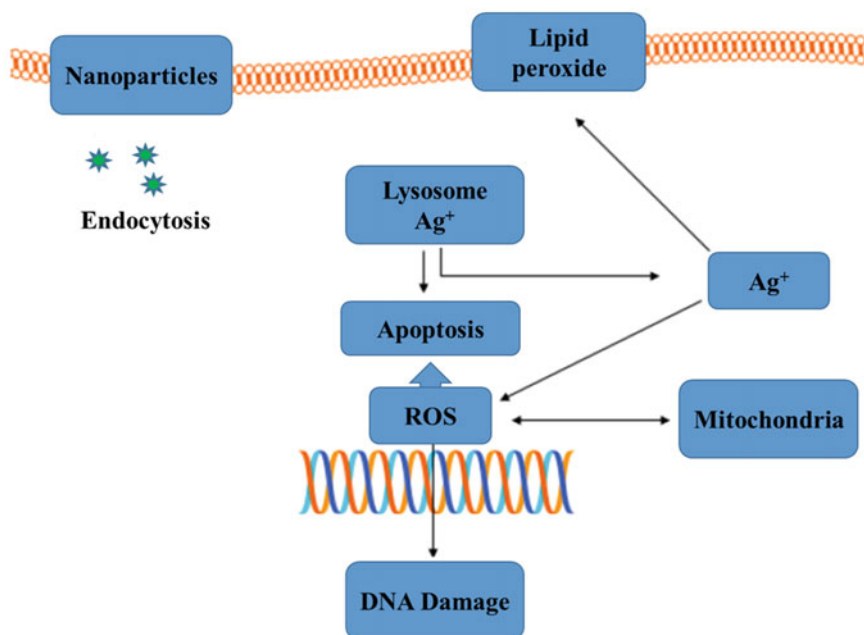 Nanoparticles
Lipid
peroxide
Endocytosis
Lysosome
Ag⁺
Ag⁺
Apoptosis
ROS
Mitochondria
DNA Damage